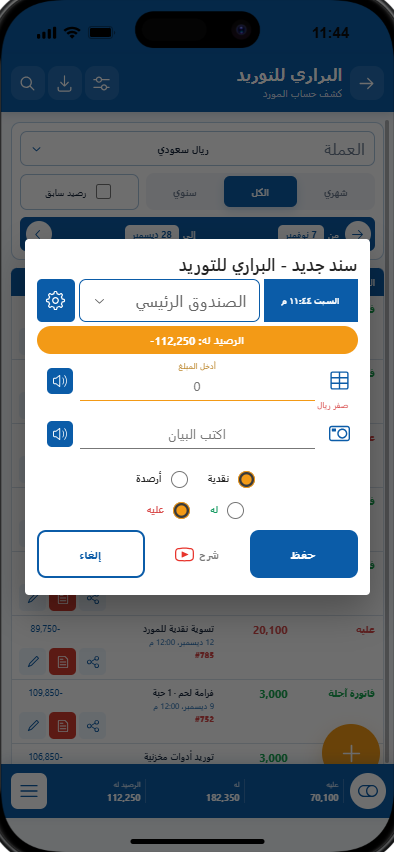 11:44
البراري للتوريد
كشف حساب المورد
العملة
ريال سعودي
شهري
الكل
سنوي
رصيد سابق
من
7 نوفمبر
إلى
28 ديسمبر
سند جديد - البراري للتوريد
السبت ١١:٤٤ م
الصندوق الرئيسي
الرصيد له: 112,250-
أدخل المبلغ
0
صفر ريال
اكتب البيان
نقدية
أرصدة
له
عليه
حفظ
شرح
إلغاء
عليه
20,100
تسوية نقدية للمورد
-89,750
12 ديسمبر، 12:00 م
#785
فاتورة آجلة
3,000
فرامة لحم - 1 حبة
-109,850
9 ديسمبر، 12:00 م
#752
3,000
توريد أدوات مخزنية
-106,850
عليه
70,100
له
182,350
الرصيد له
112,250